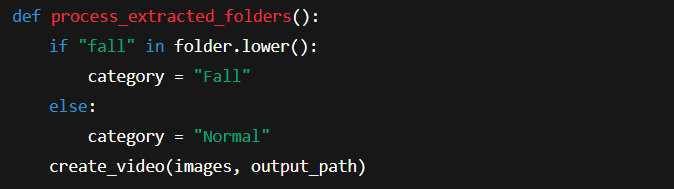 def process_extracted_folders():
    if "fall" in folder.lower():
        category = "Fall"
    else:
        category = "Normal"
    create_video(images, output_path)